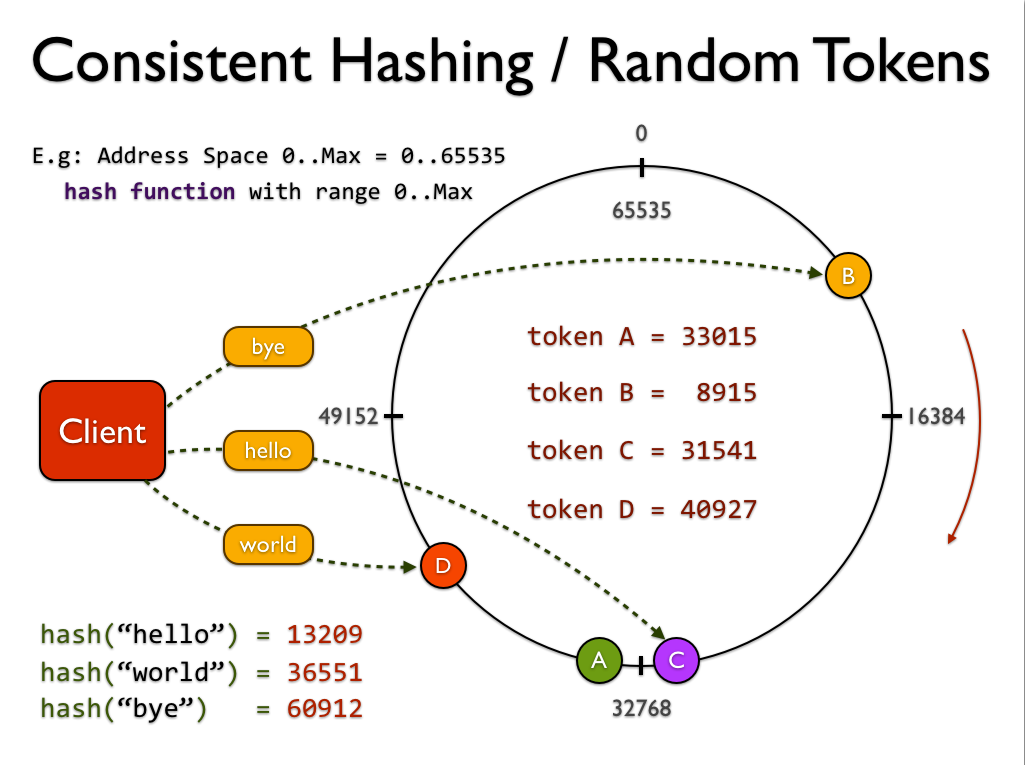 Consistent Hashing / Random Tokens
E.g: Address Space 0..Max = 0..65535
hash function with range 0..Max
0
65535
B
bye
token A = 33015
token B =  8915
49152
16384
Client
hello
token C = 31541
token D = 40927
world
D
hash(“hello”) = 13209
A
C
hash(“world”) = 36551
hash(“bye”)   = 60912
32768